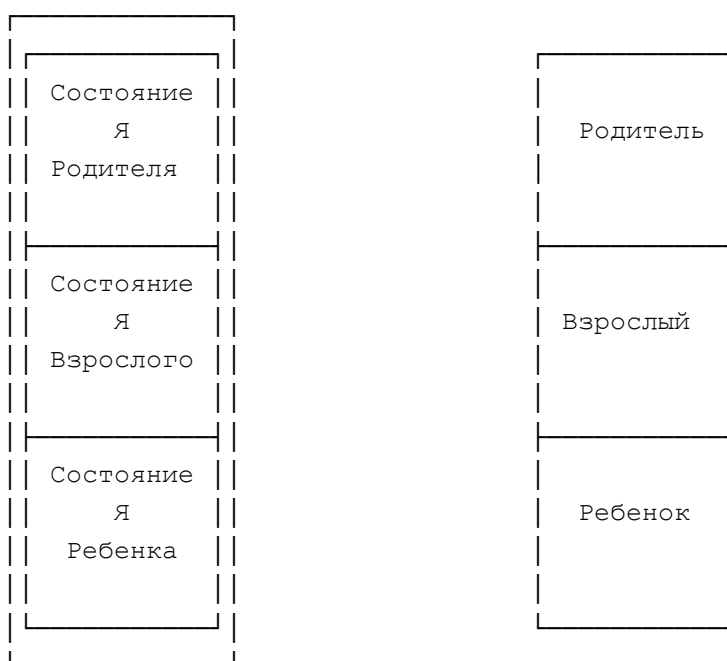 Состояние
Я
Родителя
Родитель
Состояние
Я
Взрослого
Взрослый
Состояние
Я
Ребенка
Ребенок